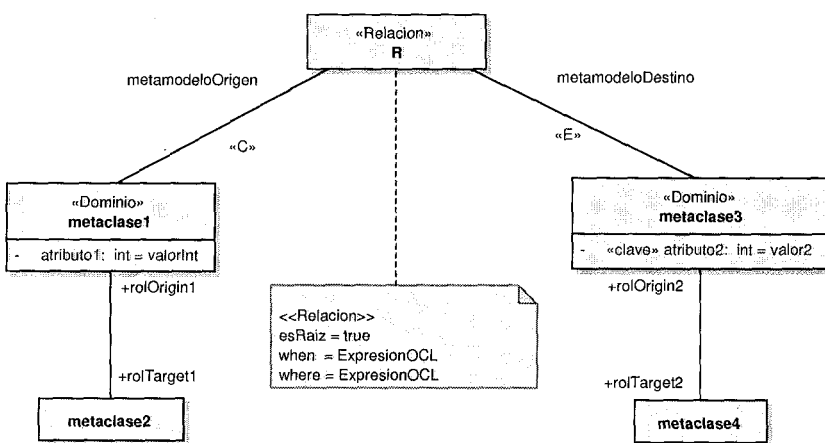 «Relacion»
R
metamodeloOrigen
metamodeloDestino
«C»
«E»
«Dominio»
metaclase1
- atributo1: int = valorInt
«Dominio»
metaclase3
- «clave» atributo2: int = valor2
+rolOrigin1
+rolOrigin2
<<Relacion>>
esRaiz = true
when = ExpresionOCL
where = ExpresionOCL
+rolTarget1
+rolTarget2
metaclase2
metaclase4